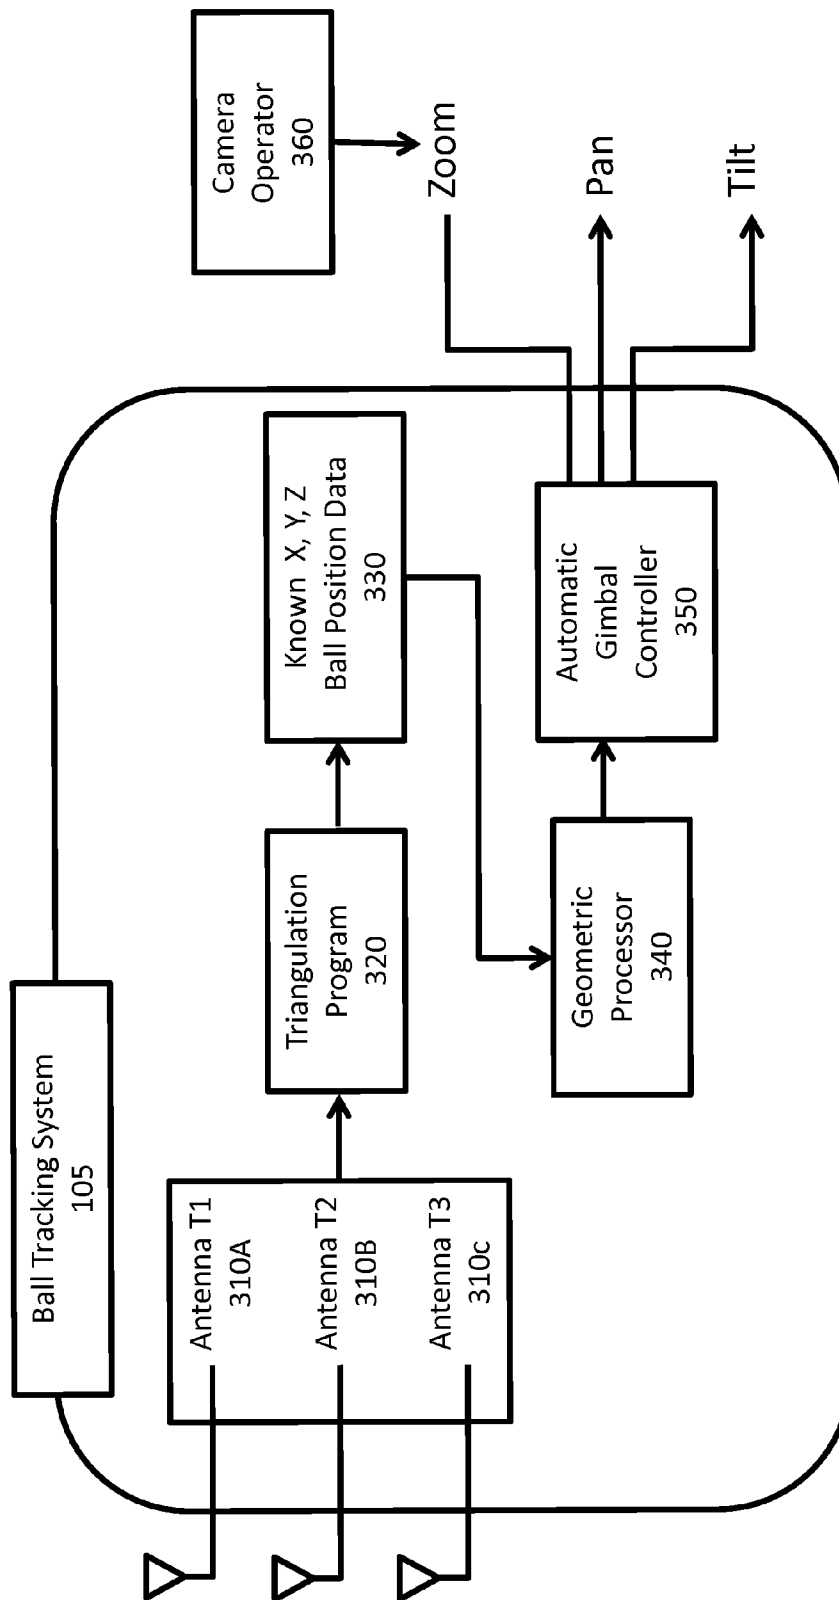 Ball Tracking System
105
Antenna T1
310A
Antenna T2
310B
Antenna T3
310c
Triangulation
Program
320
Known X, Y, Z
Ball Position Data
330
Geometric
Processor
340
Automatic
Gimbal
Controller
350
Camera
Operator
360
Zoom
Pan
Tilt